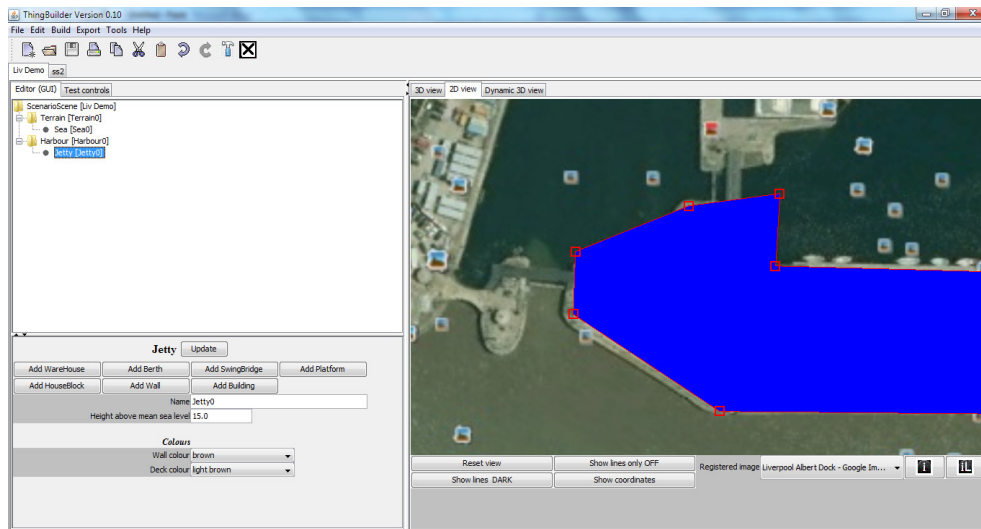 ThingBuilder Version 0.10
File Edit Build Export Tools Help
Liv Demo ss2
Editor (GUI) Test controls
3D view 2D view Dynamic 3D view
ScenarioScene [Liv Demo]
Terrain [Terrain0]
Sea [Sea0]
Harbour [Harbour0]
Jetty [Jetty0]
Jetty Update
Add WareHouse Add Berth Add SwingBridge Add Platform
Add HouseBlock Add Wall Add Building
Name Jetty0
Height above mean sea level 15.0
Colours
Wall colour brown
Deck colour light brown
Reset view Show lines only OFF Registered image Liverpool Albert Dock - Google Im... i iL
Show lines DARK Show coordinates